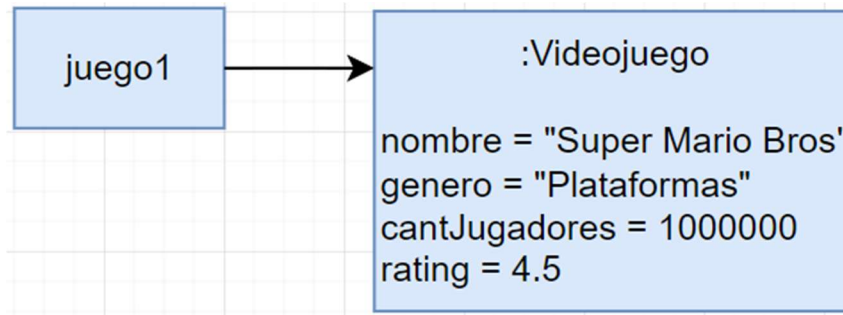 juego1
:Videojuego
nombre = "Super Mario Bros"
genero = "Plataformas"
cantJugadores = 1000000
rating = 4.5